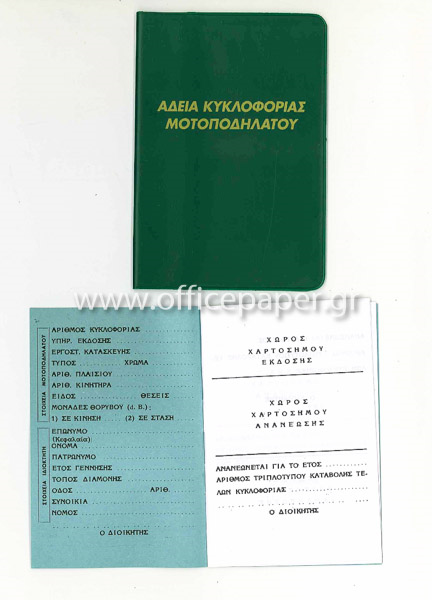 ΑΔΕΙΑ ΚΥΚΛΟΦΟΡΙΑΣ
ΜΟΤΟΠΟΔΗΛΑΤΟΥ
www.officepaper.gr
ΣΤΟΙΧΕΙΑ ΜΟΤΟΠΟΔΗΛΑΤΟΥ
ΑΡΙΘΜΟΣ ΚΥΚΛΟΦΟΡΙΑΣ
ΥΠΗΡ. ΕΚΔΟΣΗΣ
ΕΡΓΟΣΤ. ΚΑΤΑΣΚΕΥΗΣ
ΤΥΠΟΣ ΧΡΩΜΑ
ΑΡΙΘ. ΠΛΑΙΣΙΟΥ
ΑΡΙΘ. ΚΙΝΗΤΗΡΑ
ΕΙΔΟΣ ΘΕΣΕΙΣ
ΜΟΝΑΔΕΣ ΘΟΡΥΒΟΥ (d. B.) :
1) ΣΕ ΚΙΝΗΣΗ (2) ΣΕ ΣΤΑΣΗ
ΣΤΟΙΧΕΙΑ ΙΔΙΟΚΤΗΤΗ
ΕΠΩΝΥΜΟ
(Κεφαλαία)
ΟΝΟΜΑ
ΠΑΤΡΩΝΥΜΟ
ΕΤΟΣ ΓΕΝΝΗΣΗΣ
ΤΟΠΟΣ ΔΙΑΜΟΝΗΣ
ΟΔΟΣ ΑΡΙΘ.
ΣΥΝΟΙΚΙΑ
ΝΟΜΟΣ
Ο ΔΙΟΙΚΗΤΗΣ
ΧΩΡΟΣ
ΧΑΡΤΟΣΗΜΟΥ
ΕΚΔΟΣΗΣ
ΧΩΡΟΣ
ΧΑΡΤΟΣΗΜΟΥ
ΑΝΑΝΕΩΣΗΣ
ΑΝΑΝΕΩΝΕΤΑΙ ΓΙΑ ΤΟ ΕΤΟΣ
ΑΡΙΘΜΟΣ ΤΡΙΠΛΟΤΥΠΟΥ ΚΑΤΑΒΟΛΗΣ ΤΕ-
ΛΩΝ ΚΥΚΛΟΦΟΡΙΑΣ
Ο ΔΙΟΙΚΗΤΗΣ